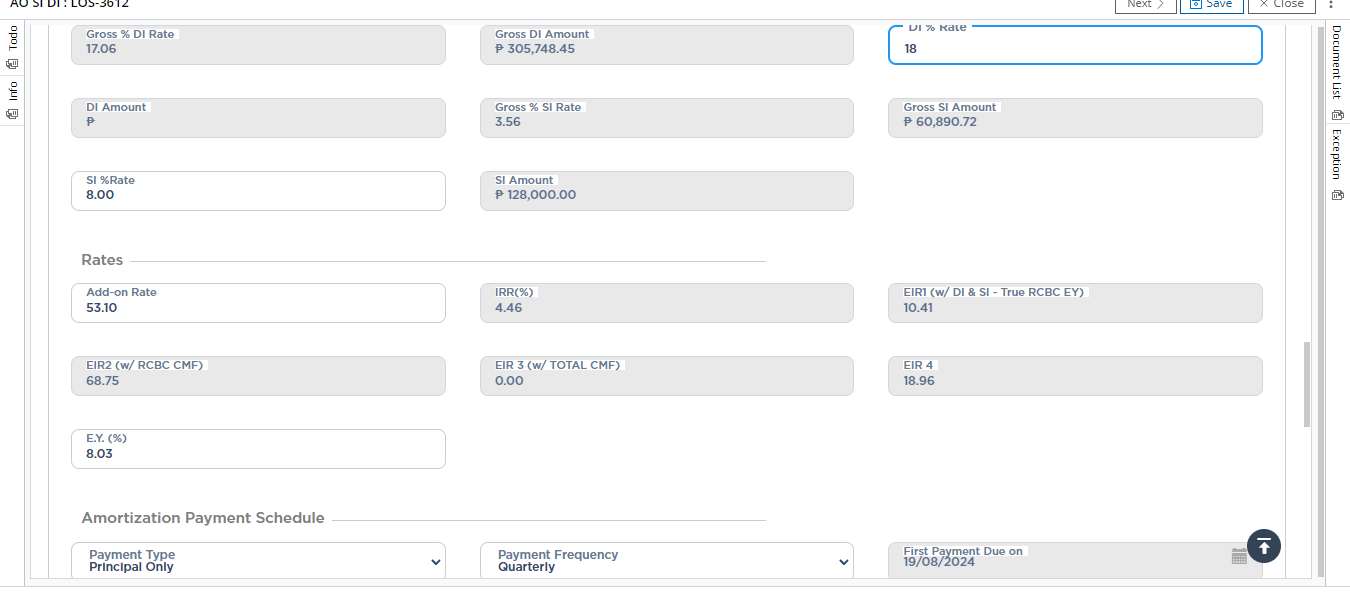 AO SI DI : LOS-3612
Next
Save
Close
Todo
Info
Document List
Exception
Gross % DI Rate
17.06
Gross DI Amount
₱ 305,748.45
DI % Rate
18
DI Amount
₱
Gross % SI Rate
3.56
Gross SI Amount
₱ 60,890.72
SI %Rate
8.00
SI Amount
₱ 128,000.00
Rates
Add-on Rate
53.10
IRR(%)
4.46
EIR1 (w/ DI & SI - True RCBC EY)
10.41
EIR2 (w/ RCBC CMF)
68.75
EIR 3 (w/ TOTAL CMF)
0.00
EIR 4
18.96
E.Y. (%)
8.03
Amortization Payment Schedule
Payment Type
Principal Only
Payment Frequency
Quarterly
First Payment Due on
19/08/2024